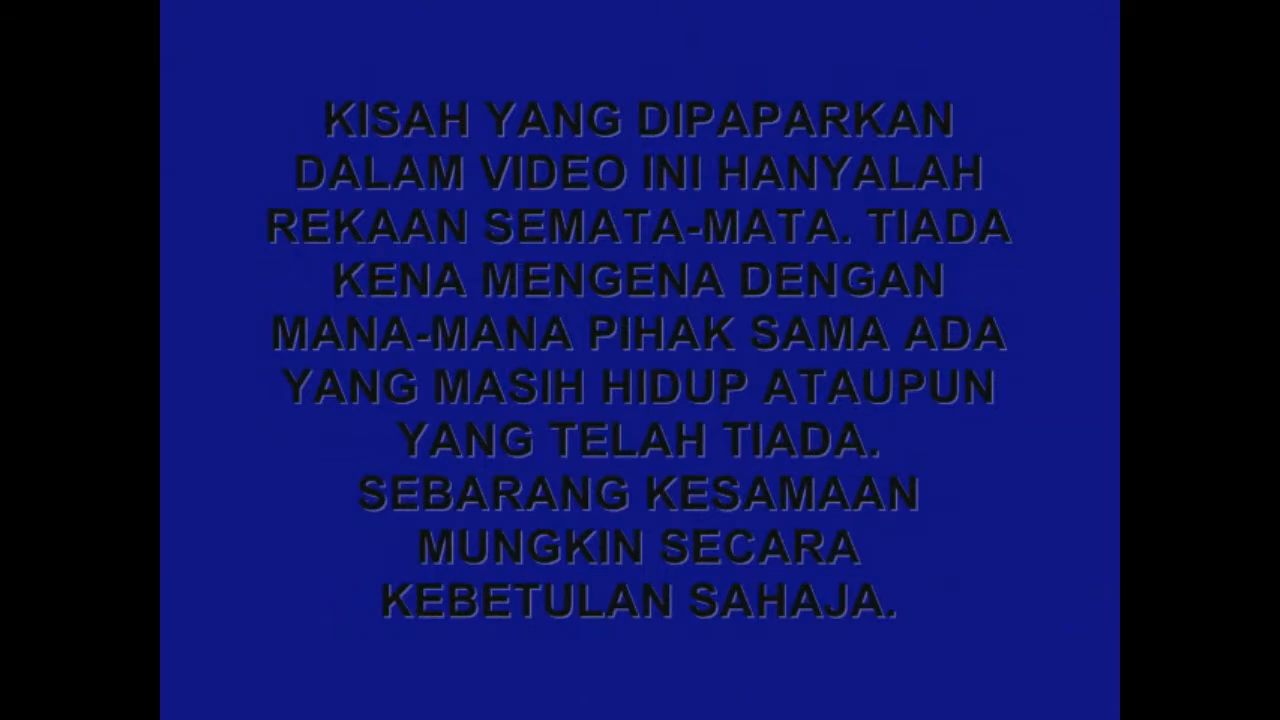 KISAH YANG DIPAPARKAN
DALAM VIDEO INI HANYALAH
REKAAN SEMATA-MATA. TIADA
KENA MENGENA DENGAN
MANA-MANA PIHAK SAMA ADA
YANG MASIH HIDUP ATAUPUN
YANG TELAH TIADA.
SEBARANG KESAMAAN
MUNGKIN SECARA
KEBETULAN SAHAJA.